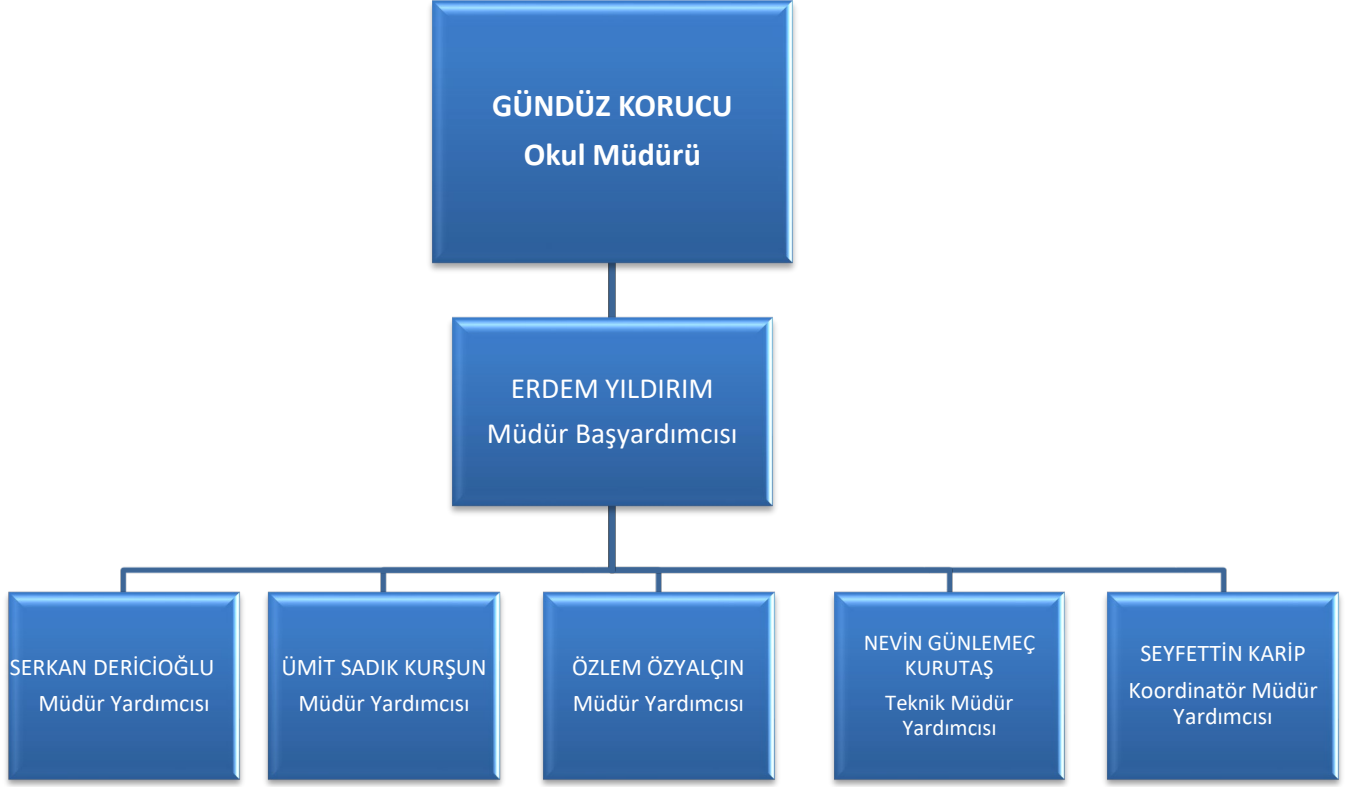 GÜNDÜZ KORUCU
Okul Müdürü
ERDEM YILDIRIM
Müdür Başyardımcısı
SERKAN DERİCİOĞLU
Müdür Yardımcısı
ÜMİT SADIK KURŞUN
Müdür Yardımcısı
ÖZLEM ÖZYALÇIN
Müdür Yardımcısı
NEVİN GÜNLEMEÇ
KURUTAŞ
Teknik Müdür
Yardımcısı
SEYFETTİN KARİP
Koordinatör Müdür
Yardımcısı